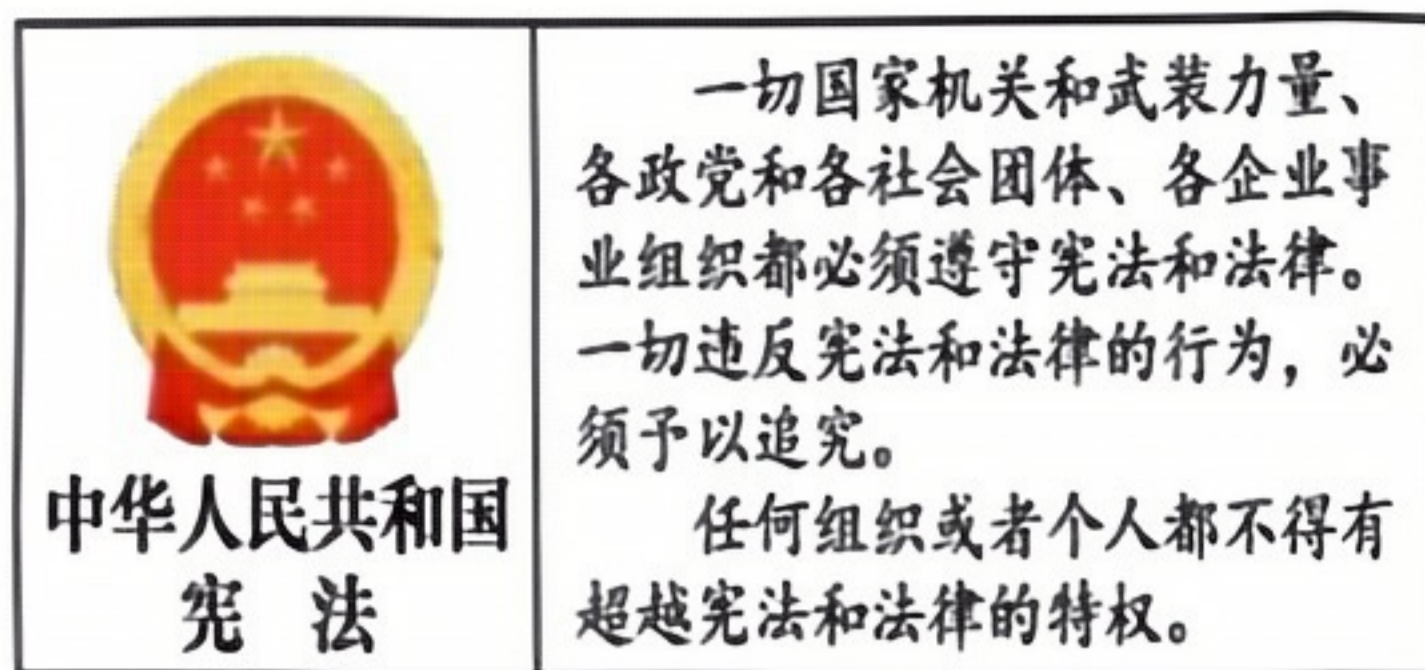 中华人民共和国
宪 法
一切国家机关和武装力量、
各政党和各社会团体、各企业事
业组织都必须遵守宪法和法律。
一切违反宪法和法律的行为，必
须予以追究。
任何组织或者个人都不得有
超越宪法和法律的特权。